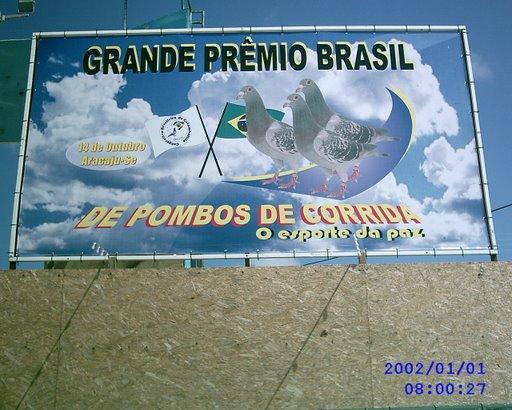 GRANDE PRÊMIO BRASIL
14 de Outubro
Aracaju-Se
DE POMBOS DE CORRIDA
O esporte da paz
2002/01/01
08:00:27